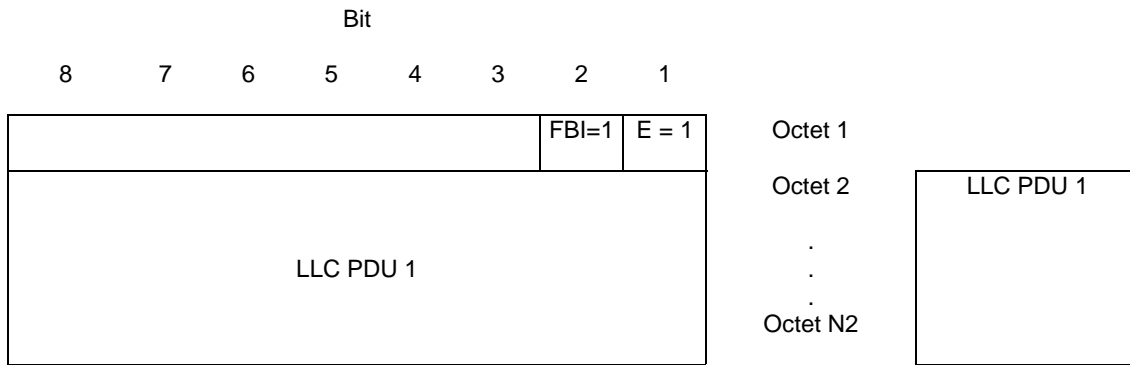 Bit
8 7 6 5 4 3 2 1
FBI=1 E = 1 Octet 1
Octet 2 LLC PDU 1
.
LLC PDU 1 .
.
Octet N2